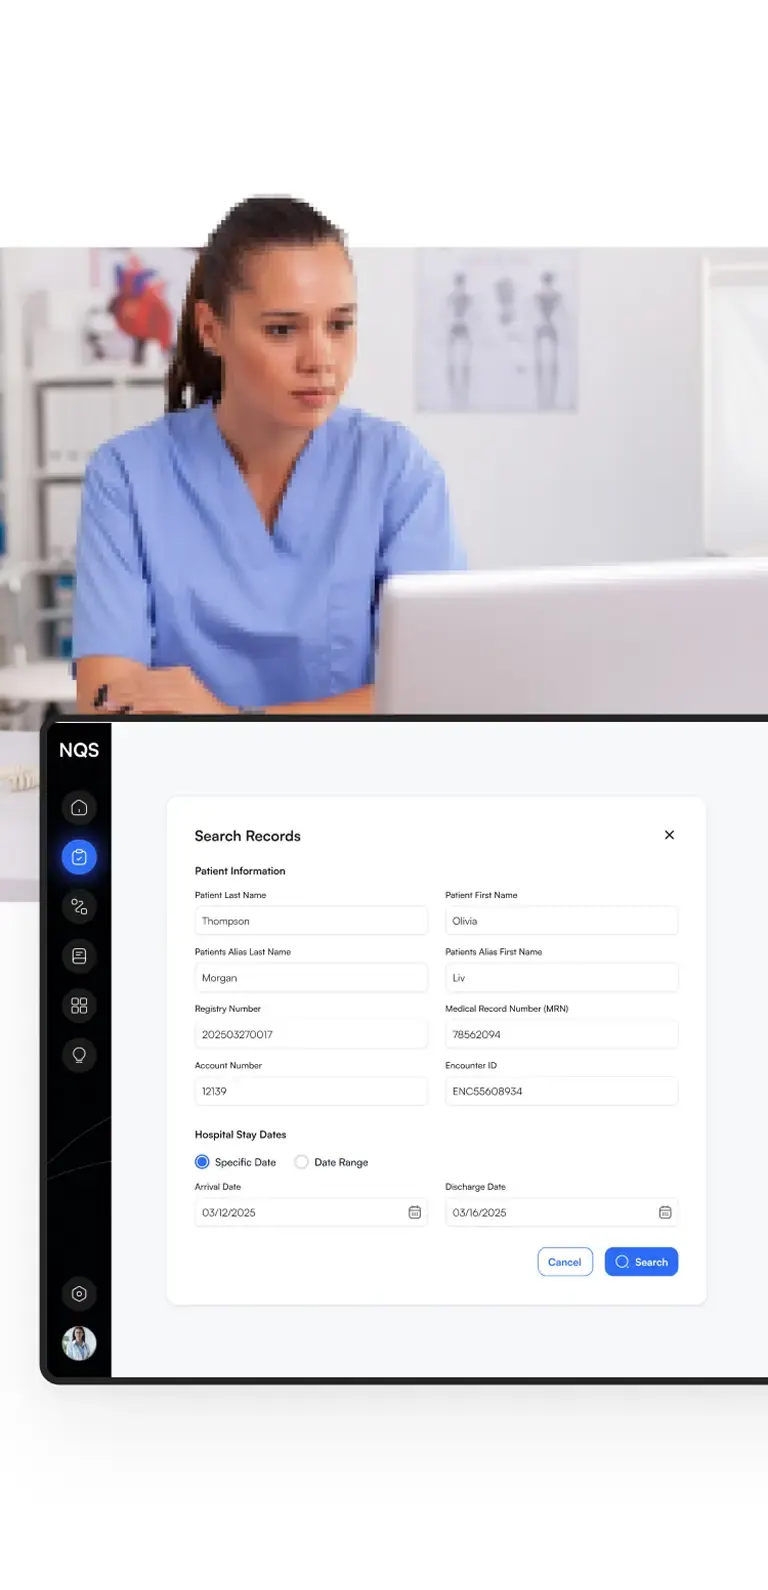 NQS
Search Records
Patient Information
Patient Last Name
Patient First Name
Thompson
Olivia
Patients Alias Last Name
Patients Alias First Name
Morgan
Liv
Registry Number
Medical Record Number (MRN)
202503270017
78562094
Account Number
Encounter ID
12139
ENC55608934
Hospital Stay Dates
Specific Date
Date Range
Arrival Date
Discharge Date
03/12/2025
03/16/2025
Cancel
Search